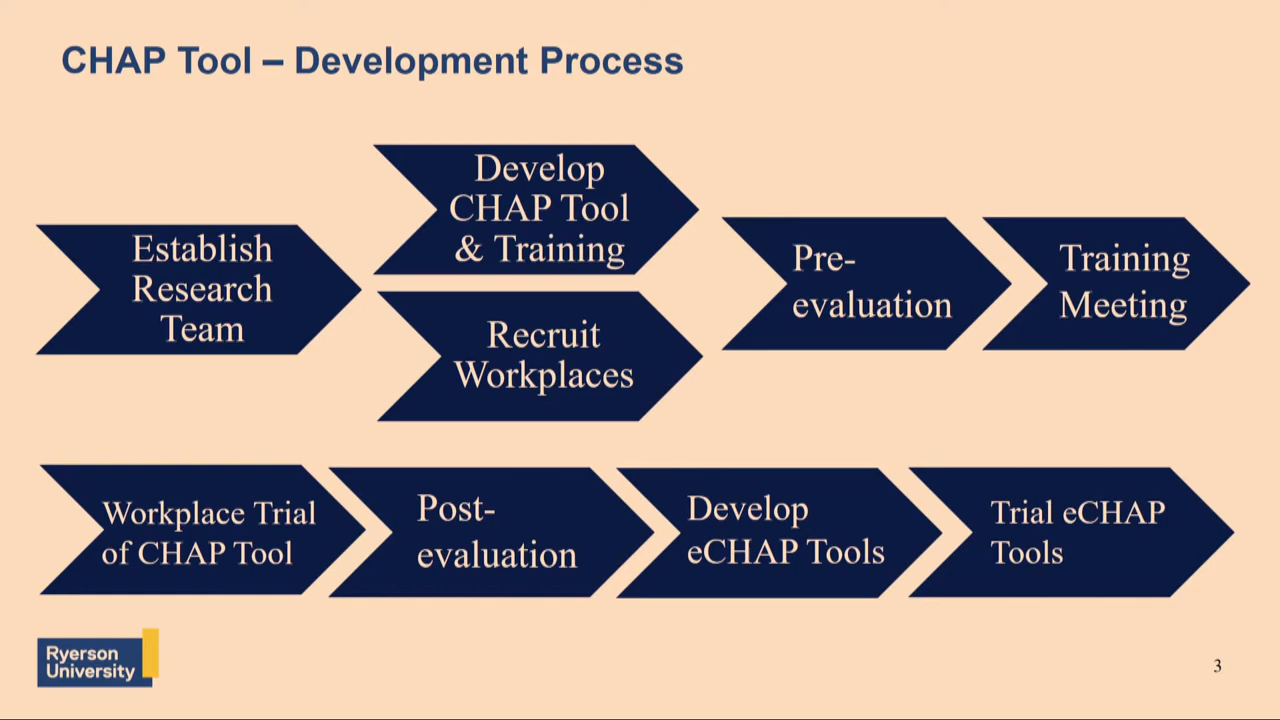 CHAP Tool – Development Process
Establish
Research
Team
Develop
CHAP Tool
& Training
Recruit
Workplaces
Pre-
evaluation
Training
Meeting
Workplace Trial
of CHAP Tool
Post-
evaluation
Develop
eCHAP Tools
Trial eCHAP
Tools
Ryerson
University
3